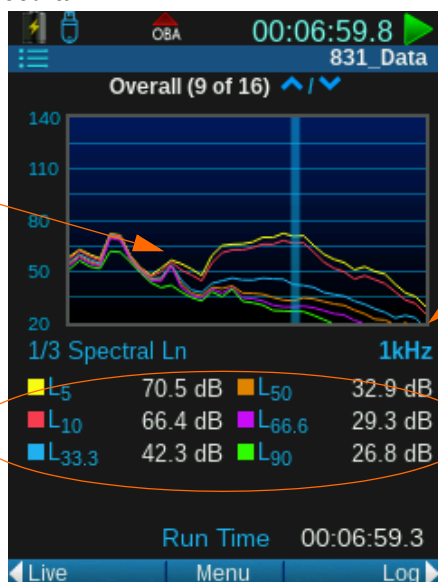 OBA 00:06:59.8
831_Data
Overall (9 of 16) /
140
110
80
50
20
1/3 Spectral Ln 1kHz
L5 70.5 dB L50 32.9 dB
L10 66.4 dB L66.6 29.3 dB
L33.3 42.3 dB L90 26.8 dB
Run Time 00:06:59.3
Live Menu Log